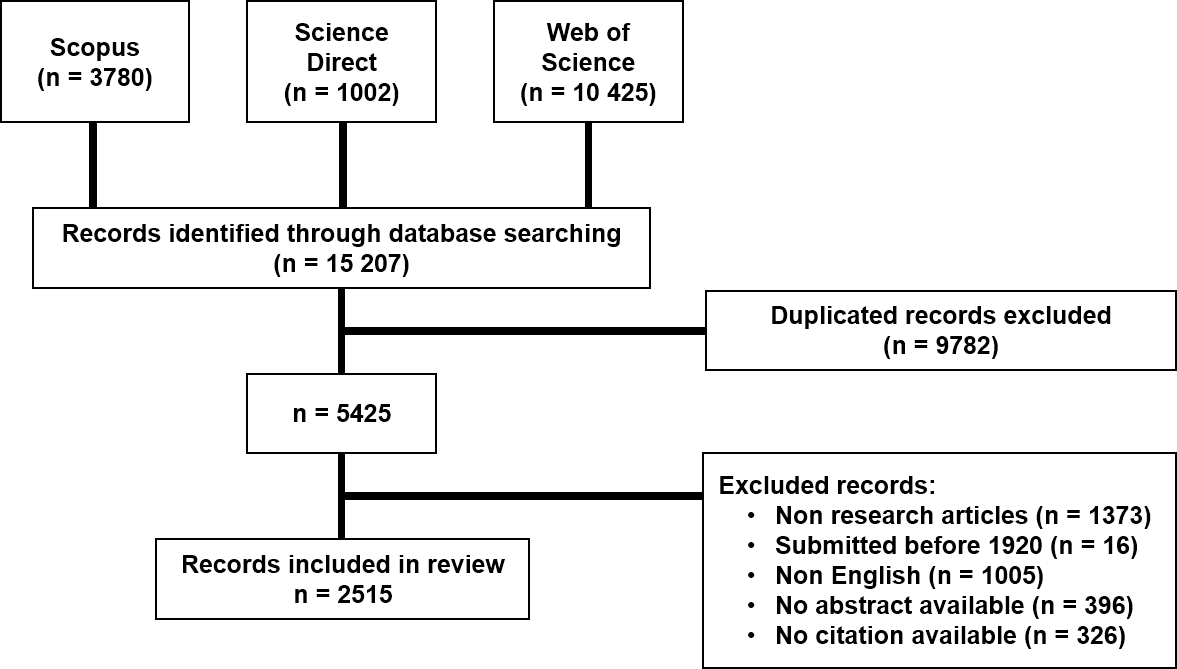 Scopus
(n = 3780)
Science
Direct
(n = 1002)
Web of
Science
(n = 10 425)
Records identified through database searching
(n = 15 207)
Duplicated records excluded
(n = 9782)
n = 5425
Excluded records:
• Non research articles (n = 1373)
• Submitted before 1920 (n = 16)
• Non English (n = 1005)
• No abstract available (n = 396)
• No citation available (n = 326)
Records included in review
n = 2515